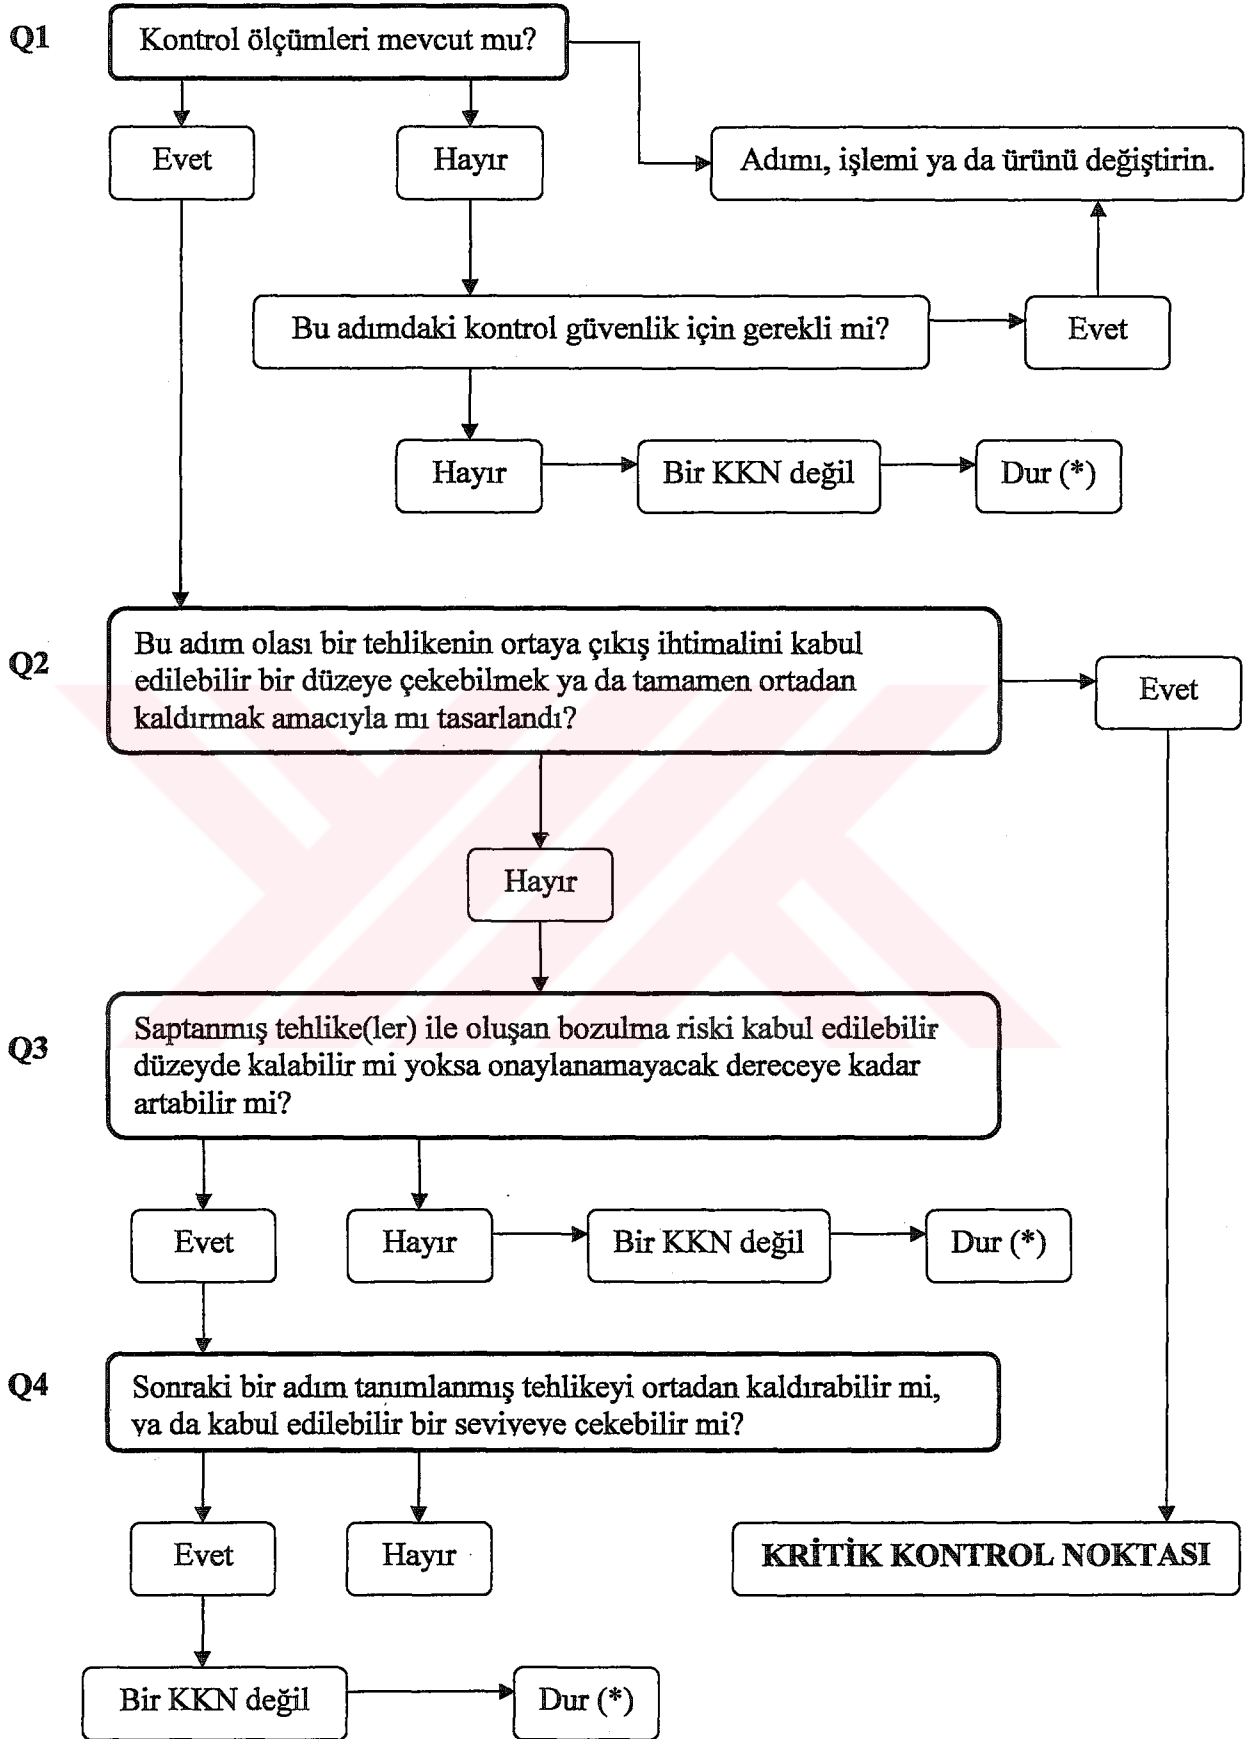 Q1
Kontrol ölçümleri mevcut mu?
Evet
Hayır
Adımı, işlemi ya da ürünü değiştirin.
Bu adımdaki kontrol güvenlik için gerekli mi?
Evet
Hayır
Bir KKN değil
Dur (*)
Q2
Bu adım olası bir tehlikenin ortaya çıkış ihtimalini kabul
edilebilir bir düzeye çekebilmek ya da tamamen ortadan
kaldırmak amacıyla mı tasarlandı?
Evet
Hayır
Q3
Saptanmış tehlike(ler) ile oluşan bozulma riski kabul edilebilir
düzeyde kalabilir mi yoksa onaylanamayacak dereceye kadar
artabilir mi?
Evet
Hayır
Bir KKN değil
Dur (*)
Q4
Sonraki bir adım tanımlanmış tehlikeyi ortadan kaldırabilir mi,
ya da kabul edilebilir bir seviyeye çekebilir mi?
Evet
Hayır
KRİTİK KONTROL NOKTASI
Bir KKN değil
Dur (*)